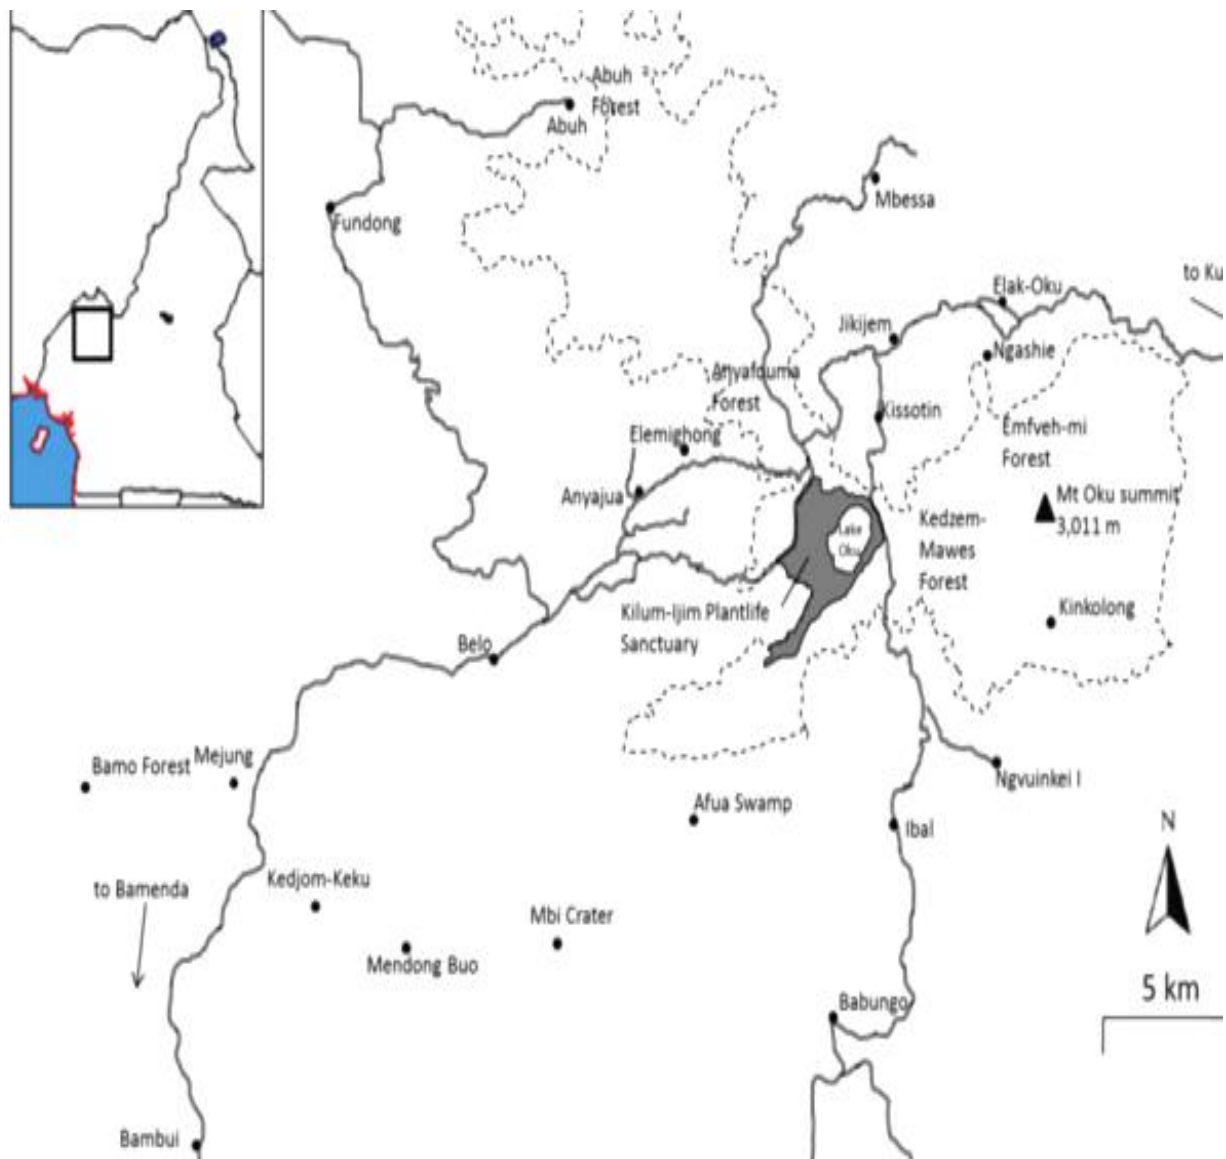 Abuh
Forest
Abuh
Mbessa
Fundong
to Ku
Elak-Oku
Jikijem
Ngashie
Anyafouma
Forest
Kissotin
Elemighong
Emfveh-mi
Forest
Anyajua
Mt Oku summit
3,011 m
Kedzem-
Mawes
Forest
Lake
Oku
Kilum-Ijim Plantlife
Sanctuary
Kinkolong
Belo
Mejung
Bamo Forest
Ngvuinkei I
Afua Swamp
Ibal
N
to Bamenda
Kedjom-Keku
Mbi Crater
Mendong Buo
5 km
Babungo
Bambui